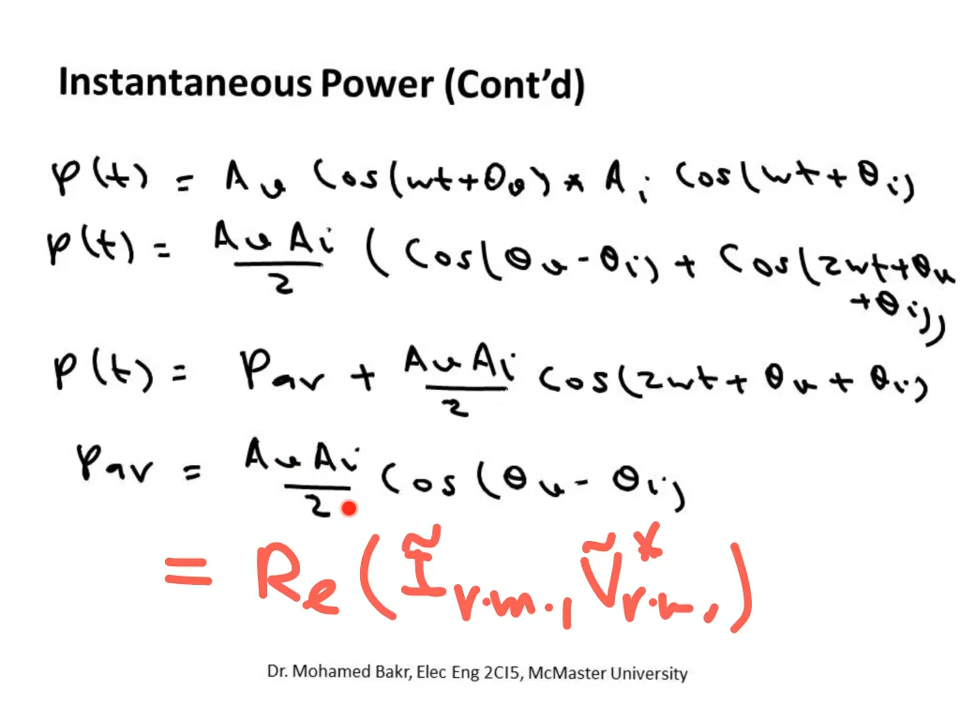 Instantaneous Power (Cont'd)
p(t) = Av Cos(wt+θv) * Ai Cos(wt+θi)
p(t) = AvAi/2 (Cos(θv-θi) + Cos(2wt+θv
+θi))
p(t) = Pav + AvAi/2 Cos(2wt+θv+θi)
Pav = AvAi/2 Cos(θv-θi)
= Re(Ĩr.m., Ṽ*r.m.)
Dr. Mohamed Bakr, Elec Eng 2CI5, McMaster University